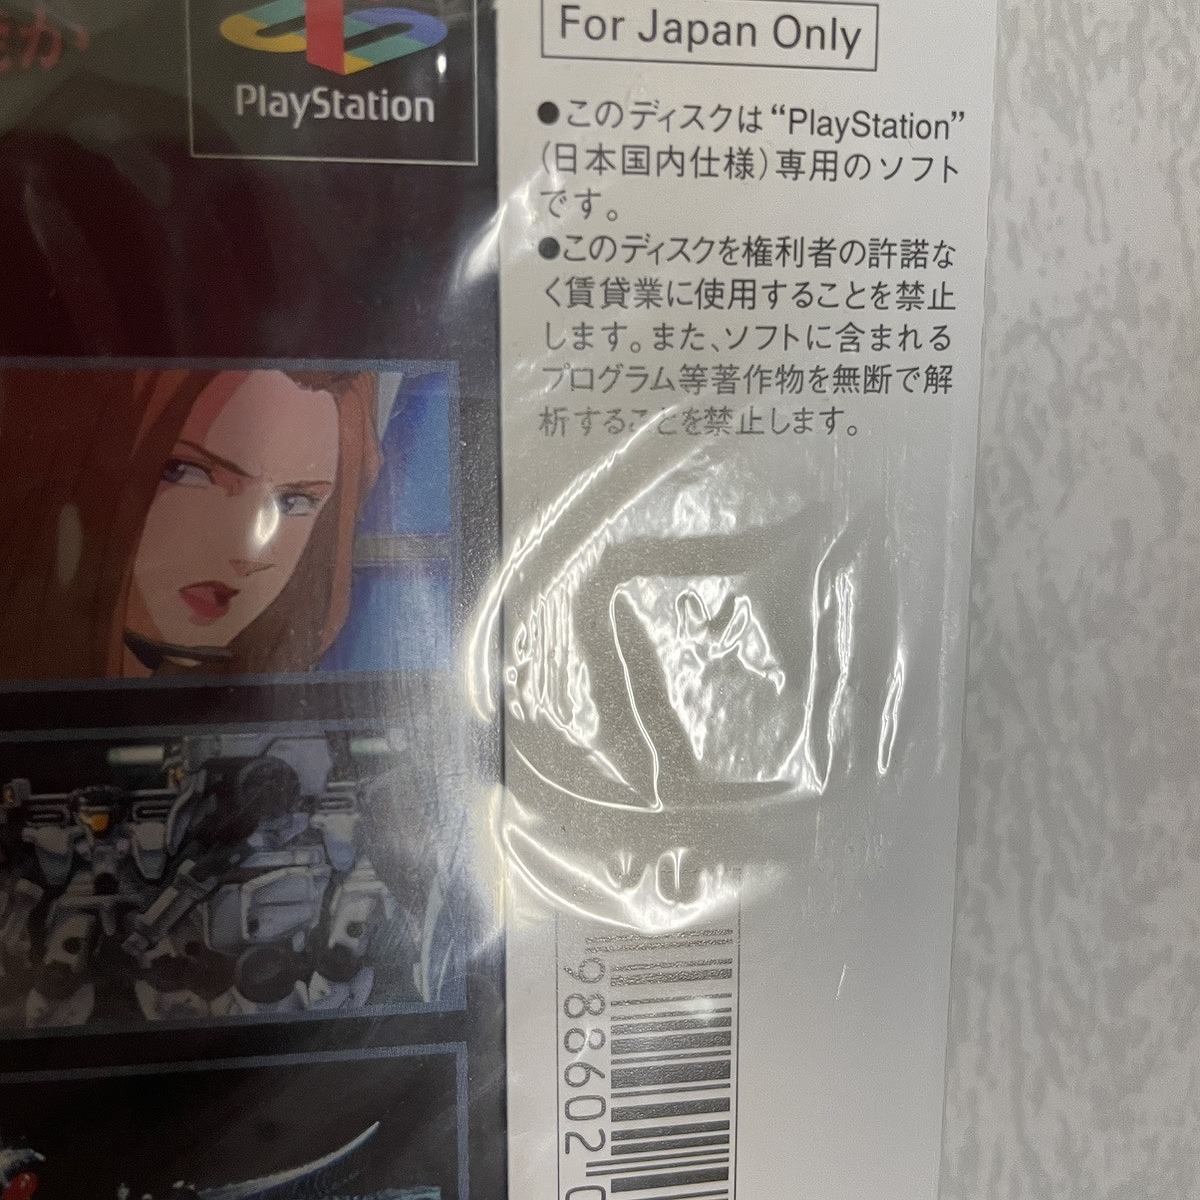 か
PlayStation
For Japan Only
●このディスクは“PlayStation”
(日本国内仕様)専用のソフト
です。
●このディスクを権利者の許諾な
く賃貸業に使用することを禁止
します。また、ソフトに含まれる
プログラム等著作物を無断で解
析することを禁止します。
4988602